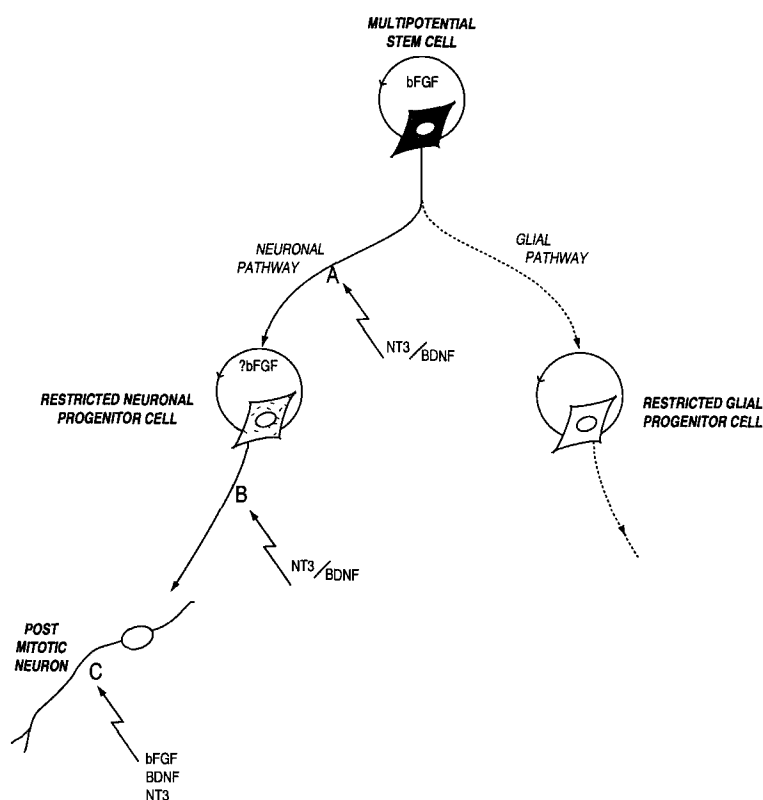 MULTIPOTENTIAL
STEM CELL
bFGF
NEURONAL
PATHWAY
GLIAL
PATHWAY
A
NT3/BDNF
?bFGF
RESTRICTED NEURONAL
PROGENITOR CELL
RESTRICTED GLIAL
PROGENITOR CELL
B
NT3/BDNF
POST
MITOTIC
NEURON
C
bFGF
BDNF
NT3